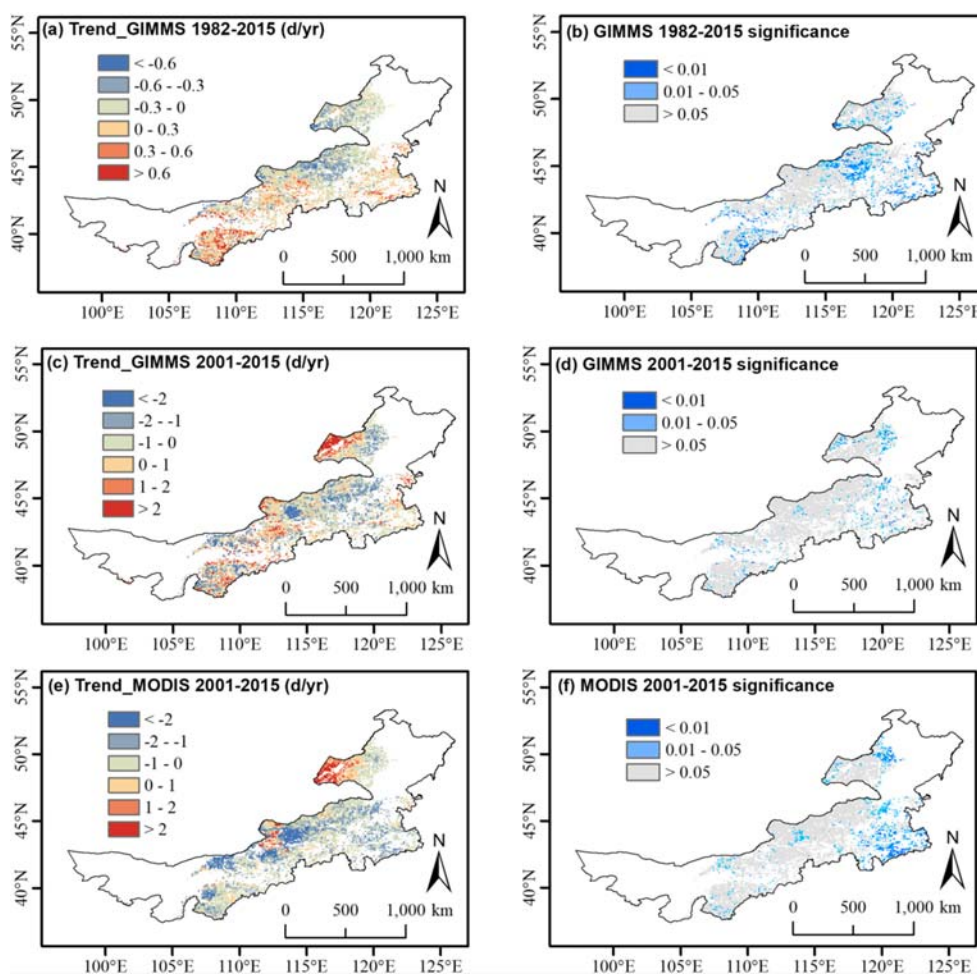 (a) Trend_GIMMS 1982-2015 (d/yr)
< -0.6
-0.6 - -0.3
-0.3 - 0
0 - 0.3
0.3 - 0.6
> 0.6
N
0 500 1,000 km
55°N
50°N
45°N
40°N
100°E 105°E 110°E 115°E 120°E 125°E
(b) GIMMS 1982-2015 significance
< 0.01
0.01 - 0.05
> 0.05
N
0 500 1,000 km
55°N
50°N
45°N
40°N
100°E 105°E 110°E 115°E 120°E 125°E
(c) Trend_GIMMS 2001-2015 (d/yr)
< -2
-2 - -1
-1 - 0
0 - 1
1 - 2
> 2
N
0 500 1,000 km
55°N
50°N
45°N
40°N
100°E 105°E 110°E 115°E 120°E 125°E
(d) GIMMS 2001-2015 significance
< 0.01
0.01 - 0.05
> 0.05
N
0 500 1,000 km
55°N
50°N
45°N
40°N
100°E 105°E 110°E 115°E 120°E 125°E
(e) Trend_MODIS 2001-2015 (d/yr)
< -2
-2 - -1
-1 - 0
0 - 1
1 - 2
> 2
N
0 500 1,000 km
55°N
50°N
45°N
40°N
100°E 105°E 110°E 115°E 120°E 125°E
(f) MODIS 2001-2015 significance
< 0.01
0.01 - 0.05
> 0.05
N
0 500 1,000 km
55°N
50°N
45°N
40°N
100°E 105°E 110°E 115°E 120°E 125°E